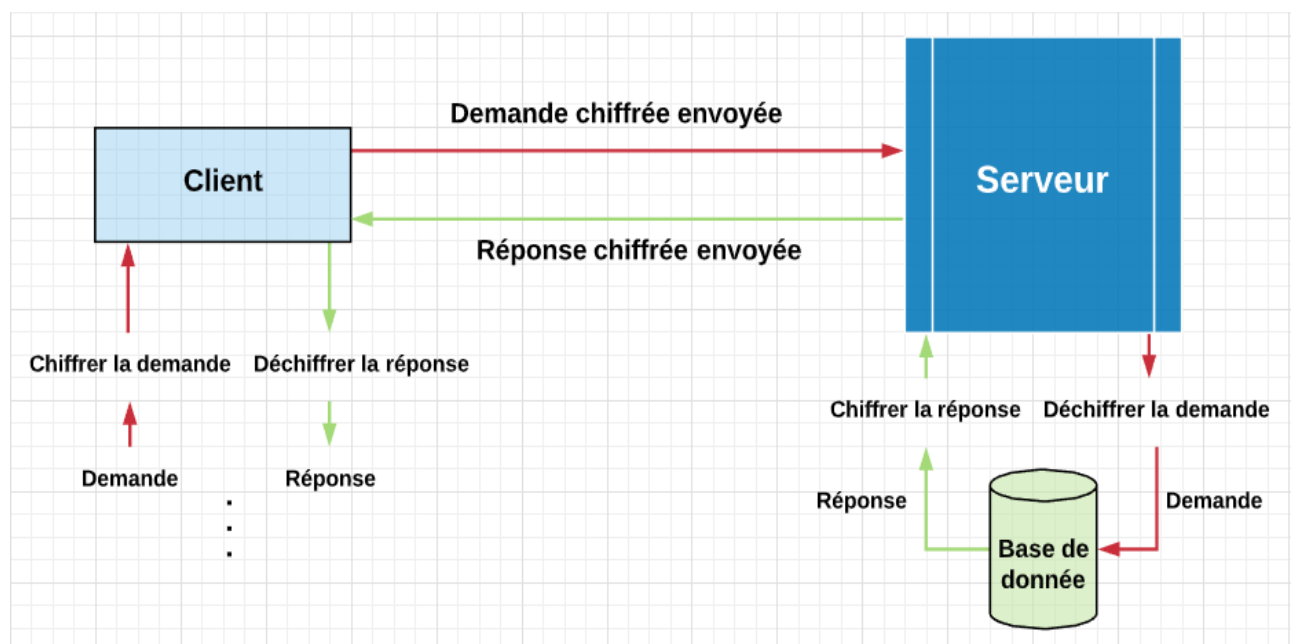 Demande chiffrée envoyée
Client
Serveur
Réponse chiffrée envoyée
Chiffrer la demande
Déchiffrer la réponse
Chiffrer la réponse
Déchiffrer la demande
Demande
Réponse
Réponse
Demande
Base de
donnée